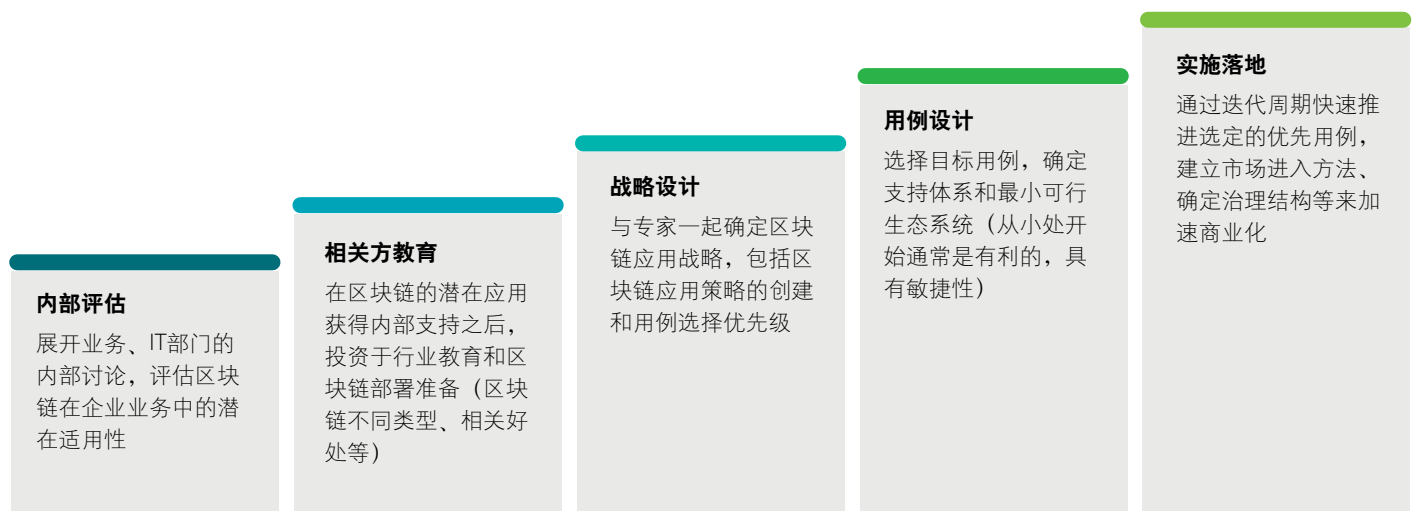 内部评估
展开业务、IT部门的
内部讨论，评估区块
链在企业业务中的潜
在适用性
相关方教育
在区块链的潜在应用
获得内部支持之后，
投资于行业教育和区
块链部署准备（区块
链不同类型、相关好
处等）
战略设计
与专家一起确定区块
链应用战略，包括区
块链应用策略的创建
和用例选择优先级
用例设计
选择目标用例，确定
支持体系和最小可行
生态系统（从小处开
始通常是有利的，具
有敏捷性）
实施落地
通过迭代周期快速推
进选定的优先用例，
建立市场进入方法、
确定治理结构等来加
速商业化